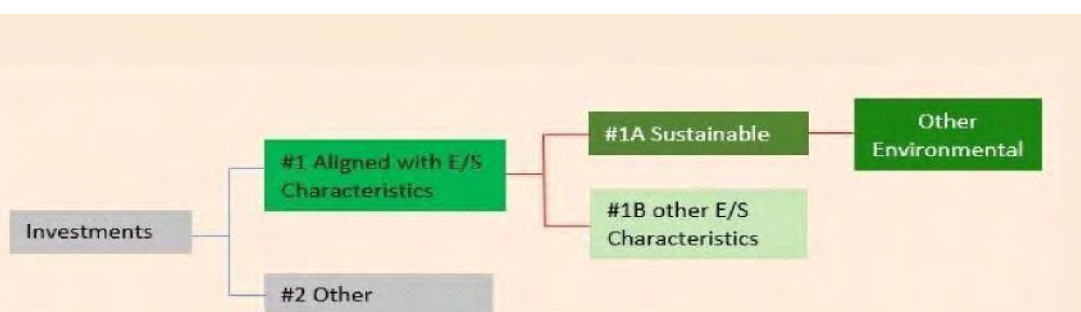 Other
Environmental
#1A Sustainable
#1 Aligned with E/S
Characteristics
#1B other E/S
Characteristics
Investments
#2 Other